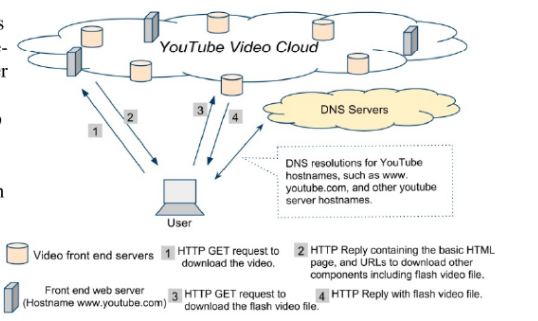 s
e-
er
YouTube Video Cloud
DNS Servers
3
4
2
1
DNS resolutions for YouTube
hostnames, such as www.
youtube.com, and other youtube
server hostnames.
User
Video front end servers
1 HTTP GET request to
download the video.
2 HTTP Reply containing the basic HTML
page, and URLs to download other
components including flash video file.
Front end web server
(Hostname www.youtube.com)
3 HTTP GET request to
download the flash video file.
4 HTTP Reply with flash video file.